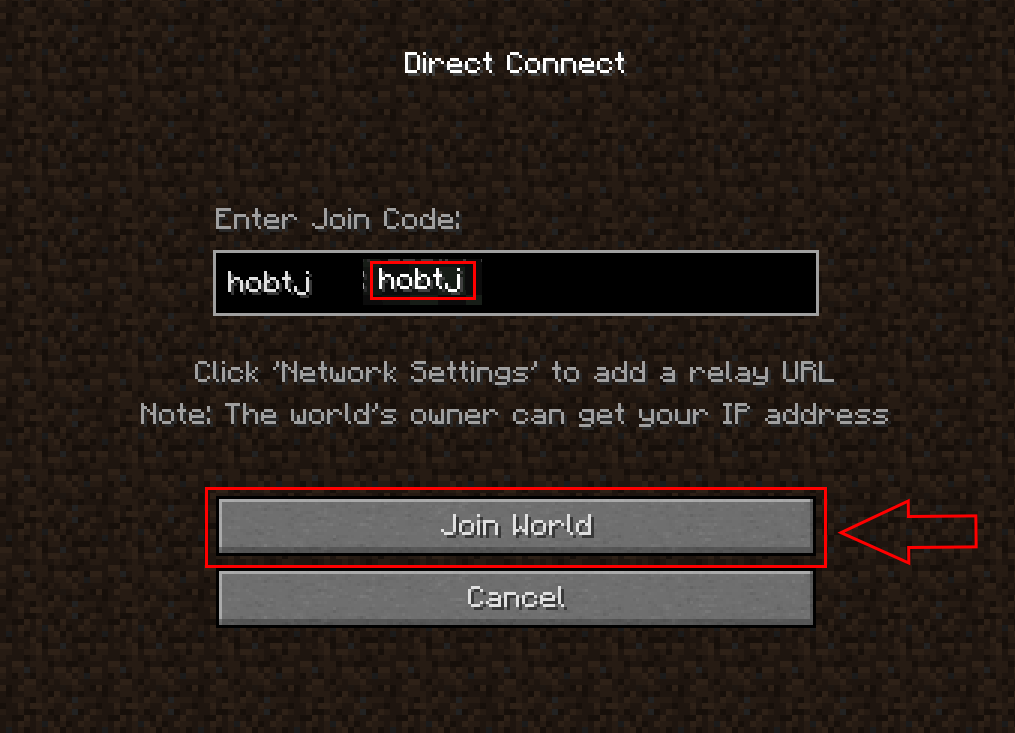 Direct Connect
Enter Join Code:
hobtj hobtj
Click 'Network Settings' to add a relay URL
Note: The world's owner can get your IP address
Join World
Cancel